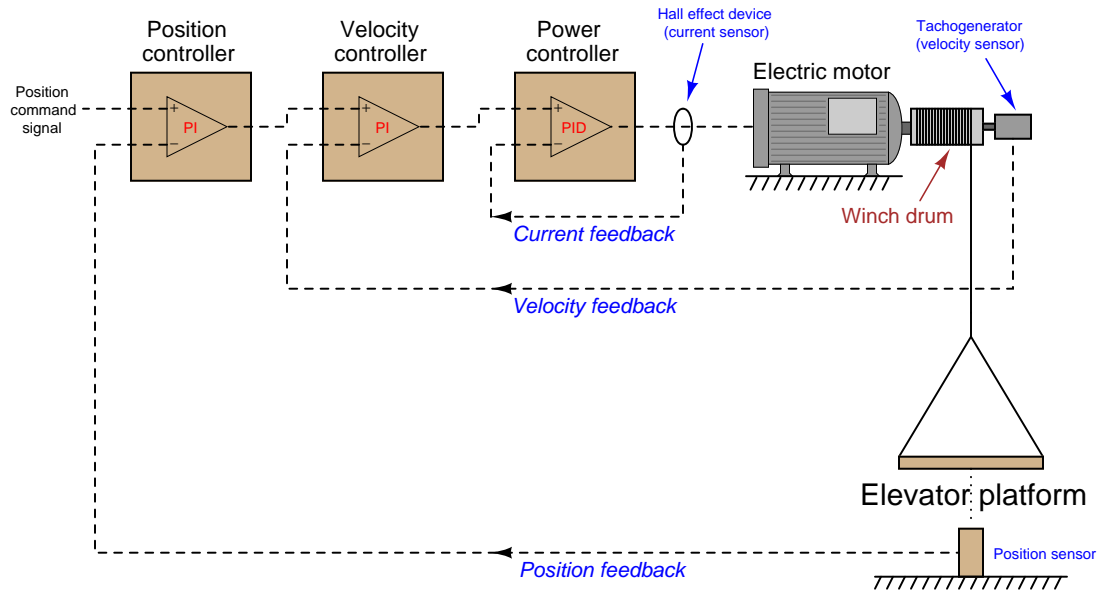 Position
controller
Velocity
controller
Power
controller
Hall effect device
(current sensor)
Tachogenerator
(velocity sensor)
Electric motor
Position
command
signal
+
PI
−
+
PI
−
+
PID
−
Winch drum
Current feedback
Velocity feedback
Elevator platform
Position sensor
Position feedback